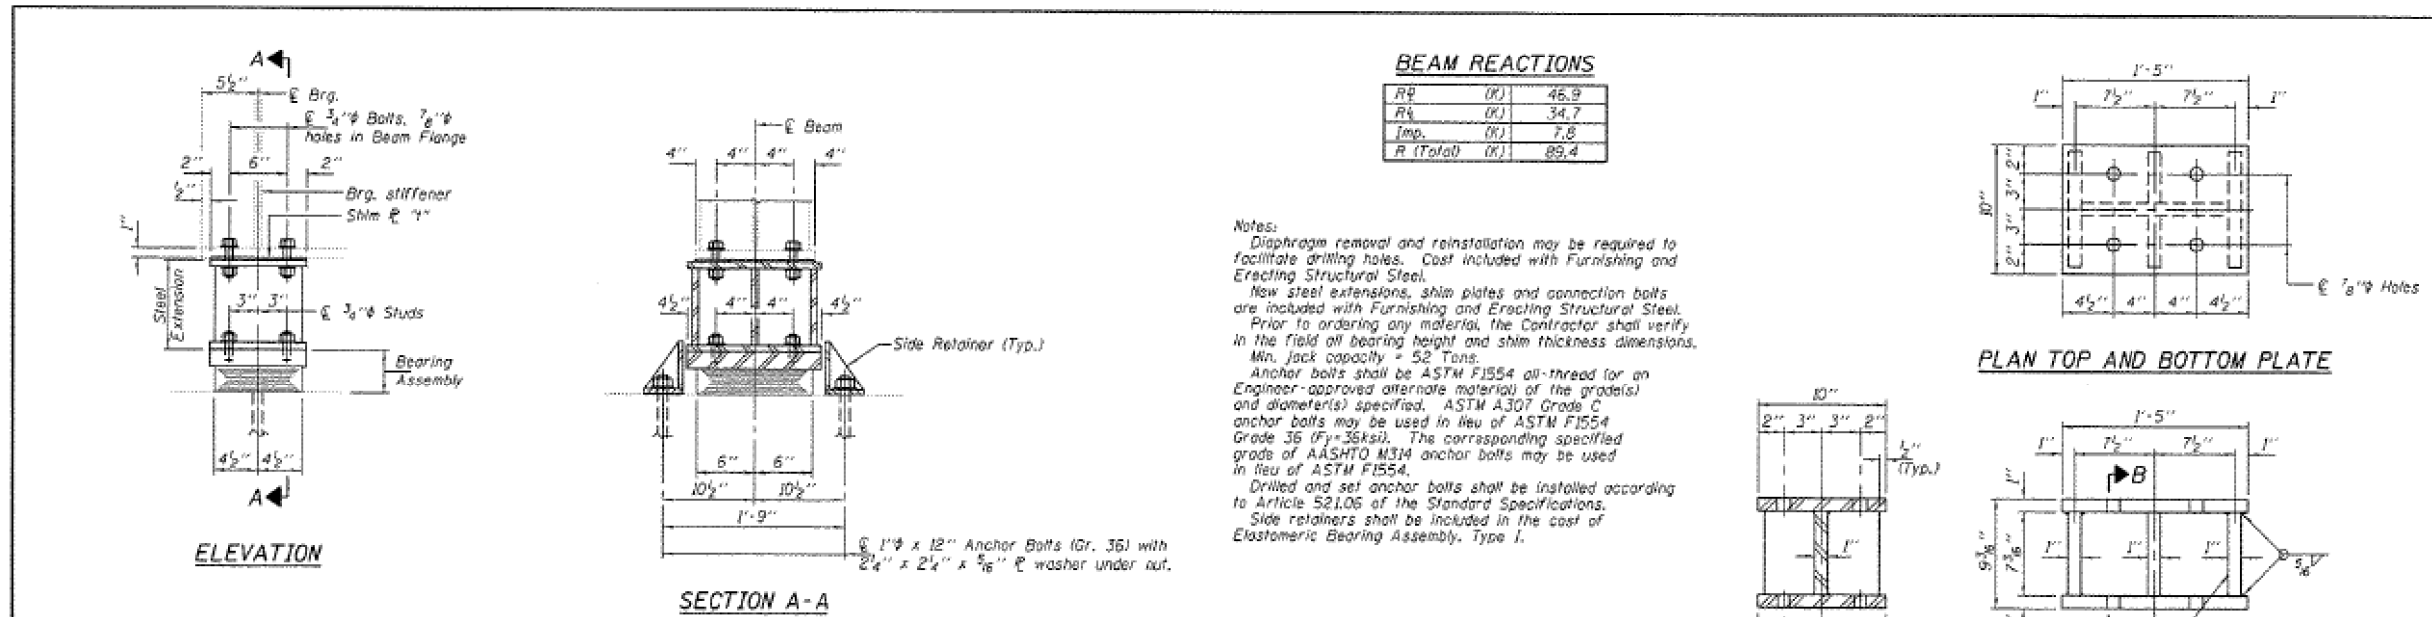 A
5½"
℄ Brg.
℄ ¾"ϕ Bolts, ⅞"ϕ
holes in Beam Flange
2" 6" 2"
½"
Brg. stiffener
Shim ℙ "t"
1"
Steel
Extension
3" 3"
℄ ¾"ϕ Studs
Bearing
Assembly
4½" 4½"
A
ELEVATION
℄ Beam
4" 4" 4" 4"
4½" 4" 4" 4½"
Side Retainer (Typ.)
6" 6"
10½" 10½"
1'-9"
℄ 1"ϕ x 12" Anchor Bolts (Gr. 36) with
2¼" x 2¼" x 5/16" ℙ washer under nut.
SECTION A-A
BEAM REACTIONS
R℄ (K) 46.9
R℄ (K) 34.7
Imp. (K) 7.8
R (Total) (K) 89.4
Notes:
Diaphragm removal and reinstallation may be required to
facilitate drilling holes. Cost included with Furnishing and
Erecting Structural Steel.
New steel extensions, shim plates and connection bolts
are included with Furnishing and Erecting Structural Steel.
Prior to ordering any material, the Contractor shall verify
in the field all bearing height and shim thickness dimensions.
Min. jack capacity = 52 Tons.
Anchor bolts shall be ASTM F1554 all-thread (or an
Engineer-approved alternate material) of the grade(s)
and diameter(s) specified. ASTM A307 Grade C
anchor bolts may be used in lieu of ASTM F1554
Grade 36 (Fy=36ksi). The corresponding specified
grade of AASHTO M314 anchor bolts may be used
in lieu of ASTM F1554.
Drilled and set anchor bolts shall be installed according
to Article 521.06 of the Standard Specifications.
Side retainers shall be included in the cost of
Elastomeric Bearing Assembly, Type I.
1'-5"
1" 7½" 7½" 1"
10"
2" 3" 3" 2"
℄ ⅞"ϕ Holes
4½" 4" 4" 4½"
PLAN TOP AND BOTTOM PLATE
10"
2" 3" 3" 2"
½"
(Typ.)
1"
1'-5"
1" 7½" 7½" 1"
B
1"
9 3/16"
7 3/16"
1" 1" 1"
5/16